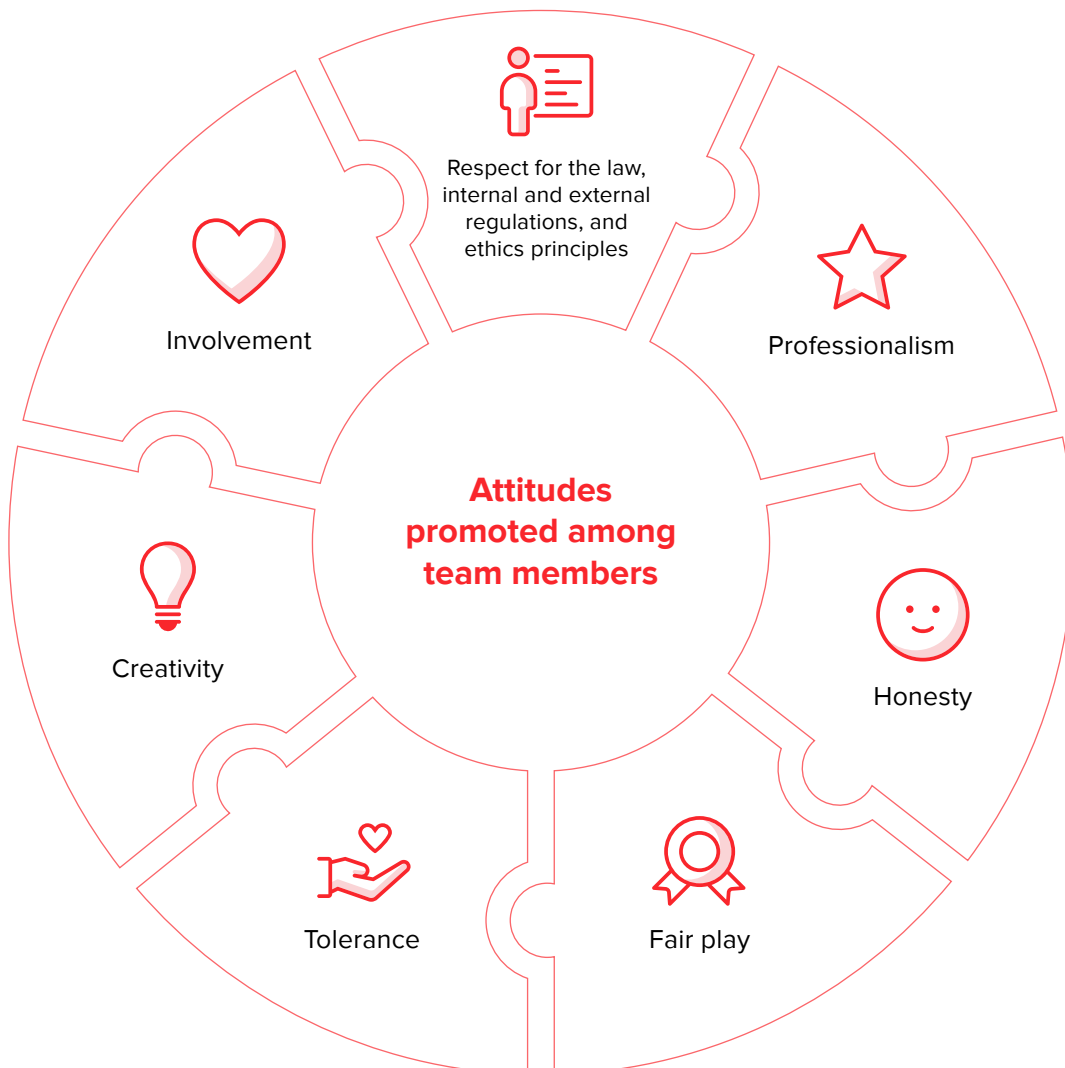 Respect for the law,
internal and external
regulations, and
ethics principles
Professionalism
Honesty
Fair play
Tolerance
Creativity
Involvement
Attitudes
promoted among
team members